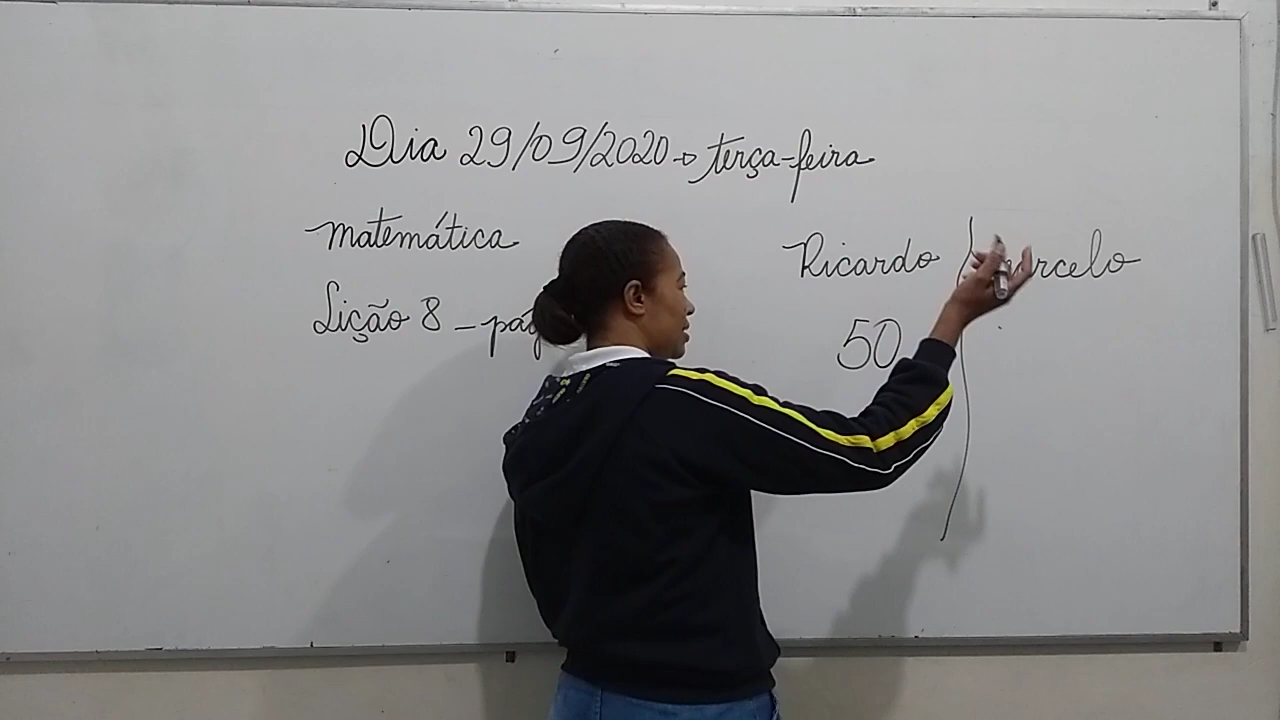 Dia 29/09/2020 → terça-feira
matemática
Lição 8 -
Ricardo
50